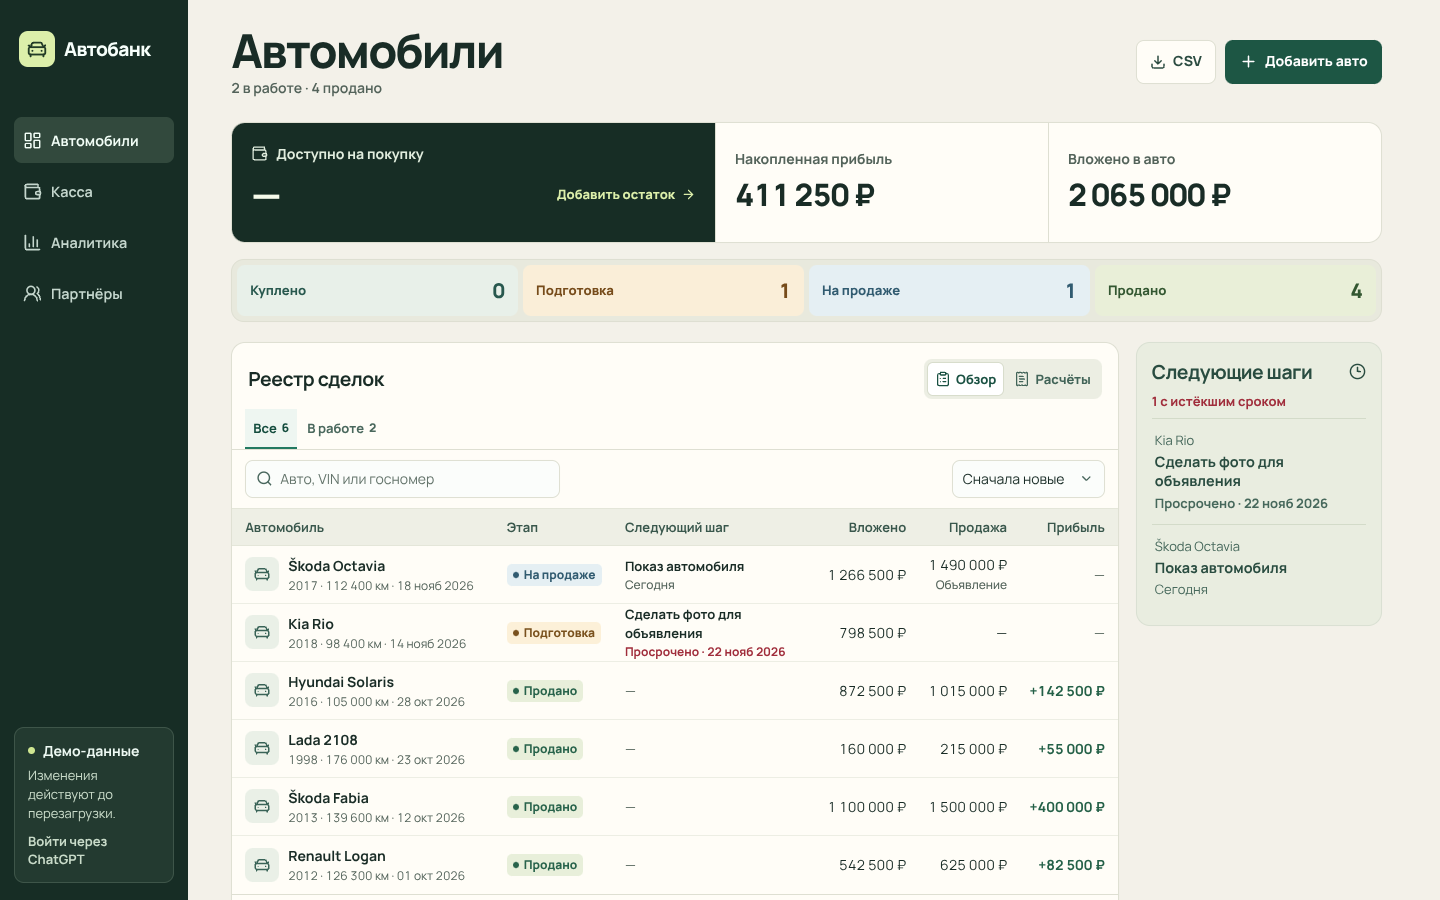 Автобанк
Автомобили
Касса
Аналитика
Партнёры
Демо-данные
Изменения
действуют до
перезагрузки.
Войти через
ChatGPT
Автомобили
2 в работе · 4 продано
CSV
Добавить авто
Доступно на покупку
—
Добавить остаток →
Накопленная прибыль
411 250 ₽
Вложено в авто
2 065 000 ₽
Куплено 0
Подготовка 1
На продаже 1
Продано 4
Реестр сделок
Обзор Расчёты
Все 6 В работе 2
Авто, VIN или госномер
Сначала новые
Автомобиль Этап Следующий шаг Вложено Продажа Прибыль
Škoda Octavia
2017 · 112 400 км · 18 нояб 2026
На продаже
Показ автомобиля
Сегодня
1 266 500 ₽
1 490 000 ₽
Объявление
—
Kia Rio
2018 · 98 400 км · 14 нояб 2026
Подготовка
Сделать фото для
объявления
Просрочено · 22 нояб 2026
798 500 ₽
—
—
Hyundai Solaris
2016 · 105 000 км · 28 окт 2026
Продано
—
872 500 ₽
1 015 000 ₽
+142 500 ₽
Lada 2108
1998 · 176 000 км · 23 окт 2026
Продано
—
160 000 ₽
215 000 ₽
+55 000 ₽
Škoda Fabia
2013 · 139 600 км · 12 окт 2026
Продано
—
1 100 000 ₽
1 500 000 ₽
+400 000 ₽
Renault Logan
2012 · 126 300 км · 01 окт 2026
Продано
—
542 500 ₽
625 000 ₽
+82 500 ₽
Следующие шаги
1 с истёкшим сроком
Kia Rio
Сделать фото для
объявления
Просрочено · 22 нояб 2026
Škoda Octavia
Показ автомобиля
Сегодня